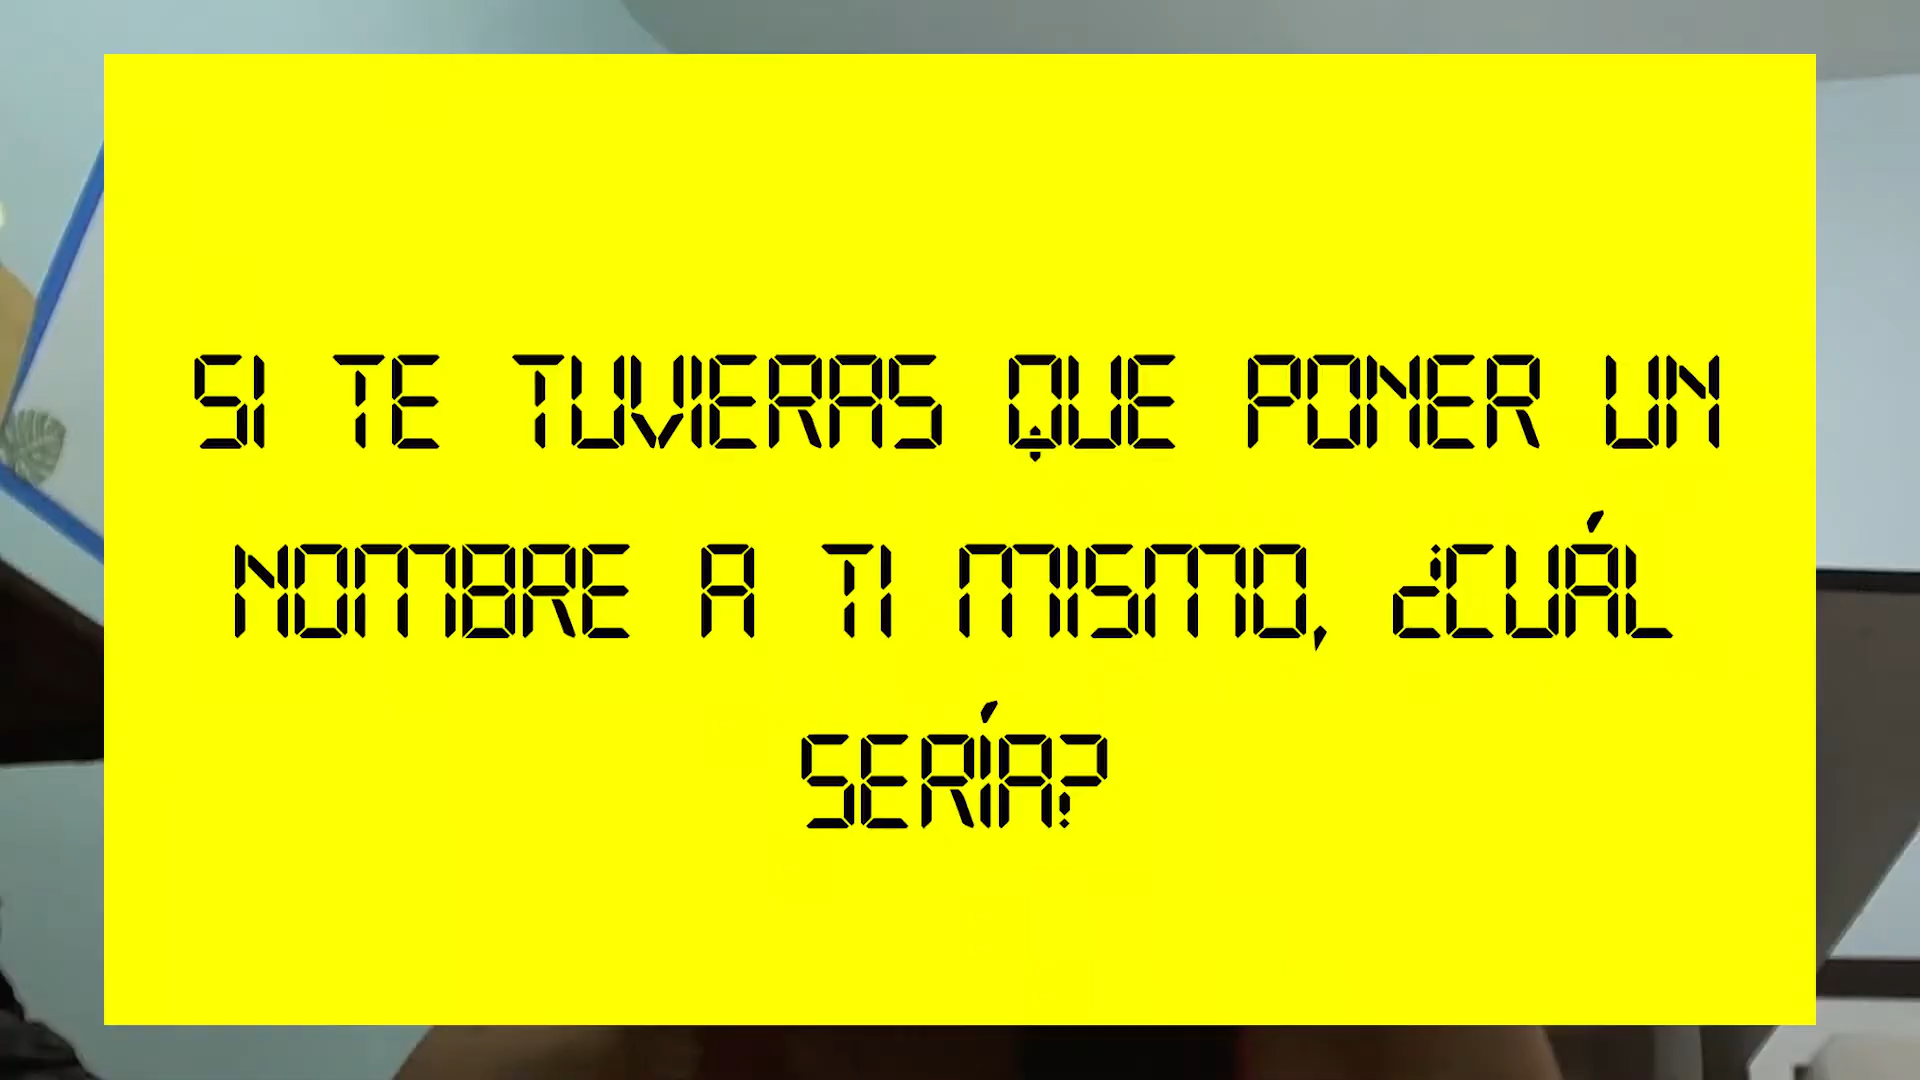 SI TE TUVIERAS QUE PONER UN
NOMBRE A TI MISMO, ¿CUÁL
SERÍA?